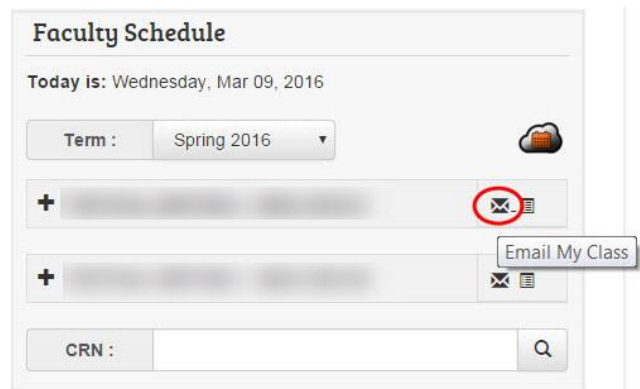 Faculty Schedule
Today is: Wednesday, Mar 09, 2016
Term : Spring 2016
Email My Class
CRN :